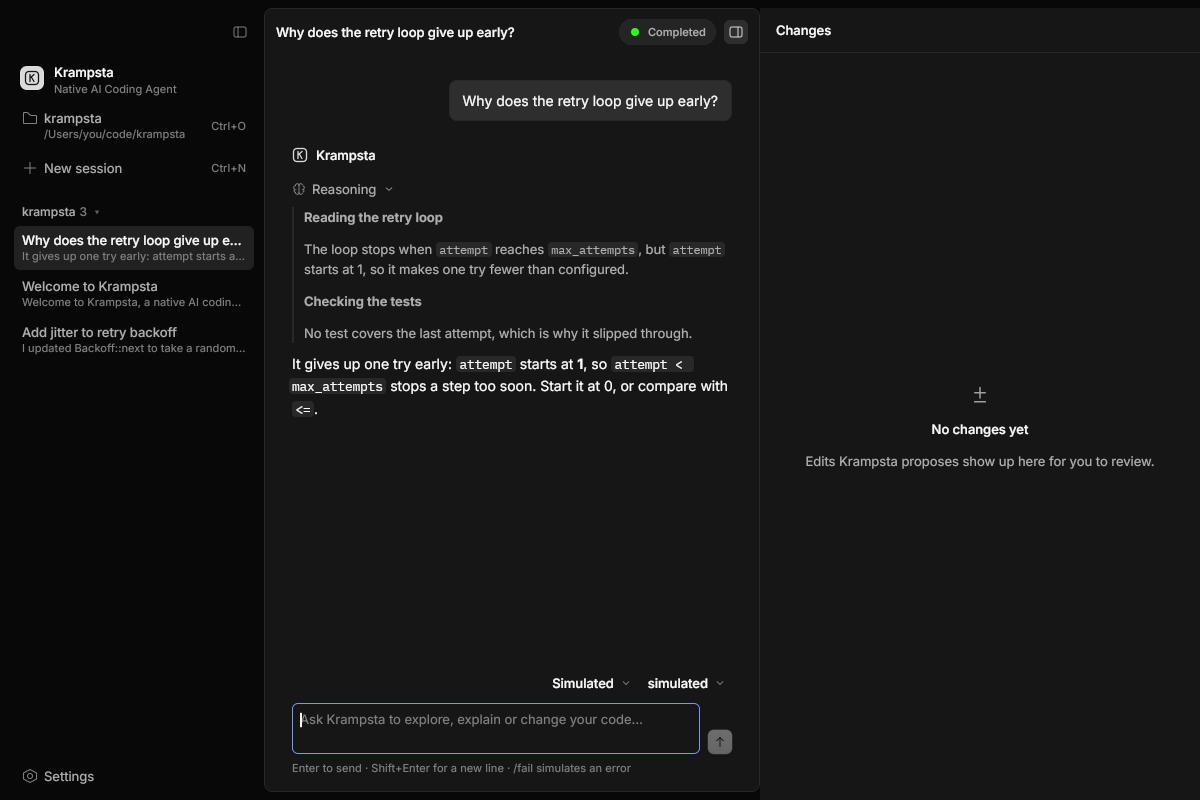 Why does the retry loop give up early?
Completed
Changes
K
Krampsta
Native AI Coding Agent
krampsta
/Users/you/code/krampsta
Ctrl+O
New session
Ctrl+N
krampsta 3
Why does the retry loop give up e...
It gives up one try early: attempt starts a...
Welcome to Krampsta
Welcome to Krampsta, a native AI codin...
Add jitter to retry backoff
I updated Backoff::next to take a random...
Settings
Why does the retry loop give up early?
K
Krampsta
Reasoning
Reading the retry loop
The loop stops when attempt reaches max_attempts, but attempt
starts at 1, so it makes one try fewer than configured.
Checking the tests
No test covers the last attempt, which is why it slipped through.
It gives up one try early: attempt starts at 1, so attempt <
max_attempts stops a step too soon. Start it at 0, or compare with
<=.
Simulated
simulated
Ask Krampsta to explore, explain or change your code...
Enter to send · Shift+Enter for a new line · /fail simulates an error
No changes yet
Edits Krampsta proposes show up here for you to review.